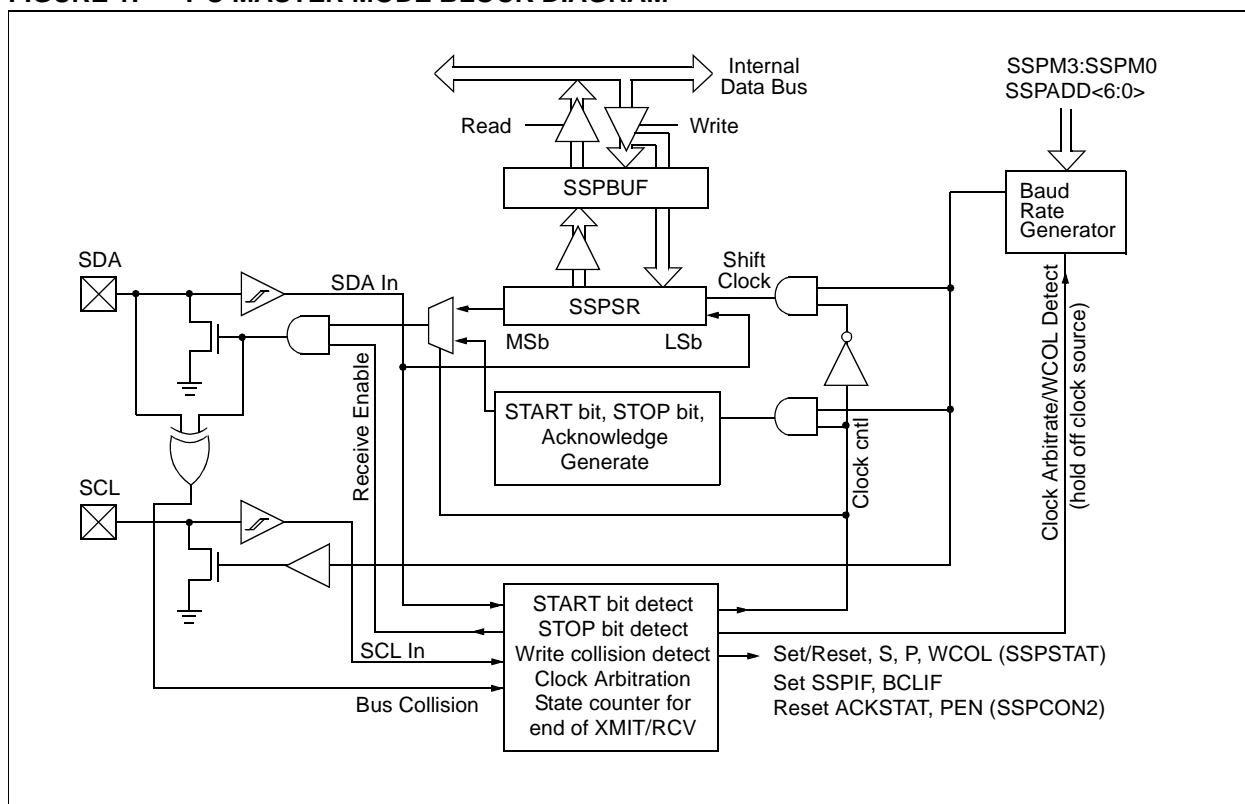 Internal
Data Bus
SSPM3:SSPM0
SSPADD<6:0>
Read
Write
SSPBUF
Baud
Rate
Generator
SDA
SDA In
Shift
Clock
SSPSR
MSb
LSb
Receive Enable
START bit, STOP bit,
Acknowledge
Generate
Clock cntl
Clock Arbitrate/WCOL Detect
(hold off clock source)
SCL
SCL In
Bus Collision
START bit detect
STOP bit detect
Write collision detect
Clock Arbitration
State counter for
end of XMIT/RCV
Set/Reset, S, P, WCOL (SSPSTAT)
Set SSPIF, BCLIF
Reset ACKSTAT, PEN (SSPCON2)